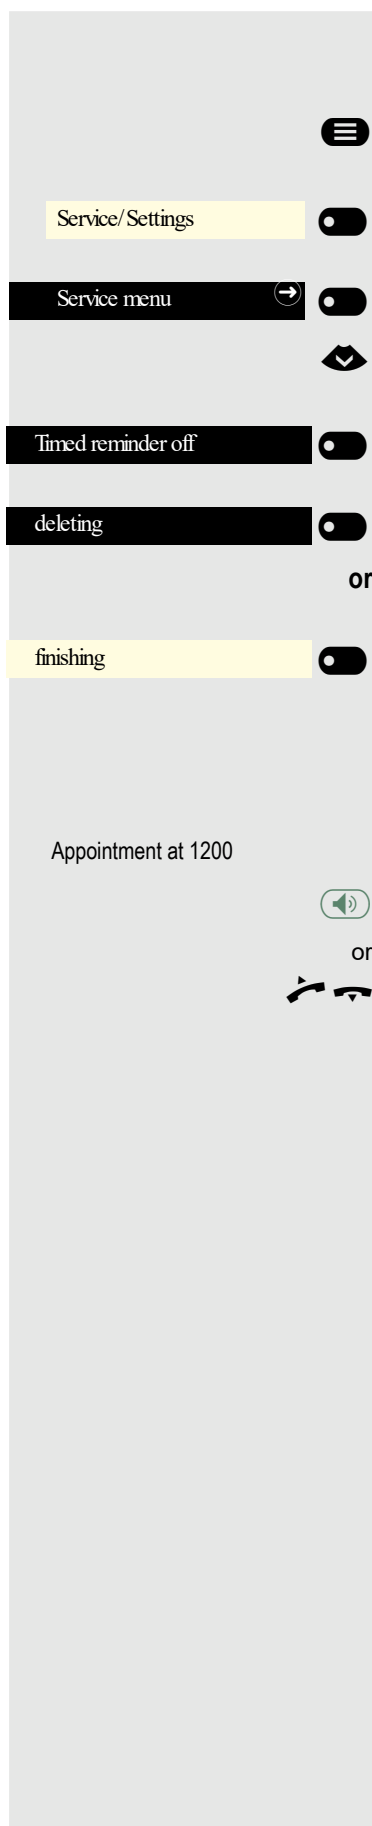 Service/Settings
Service menu
Timed reminder off
deleting
or
finishing
Appointment at 1200
or